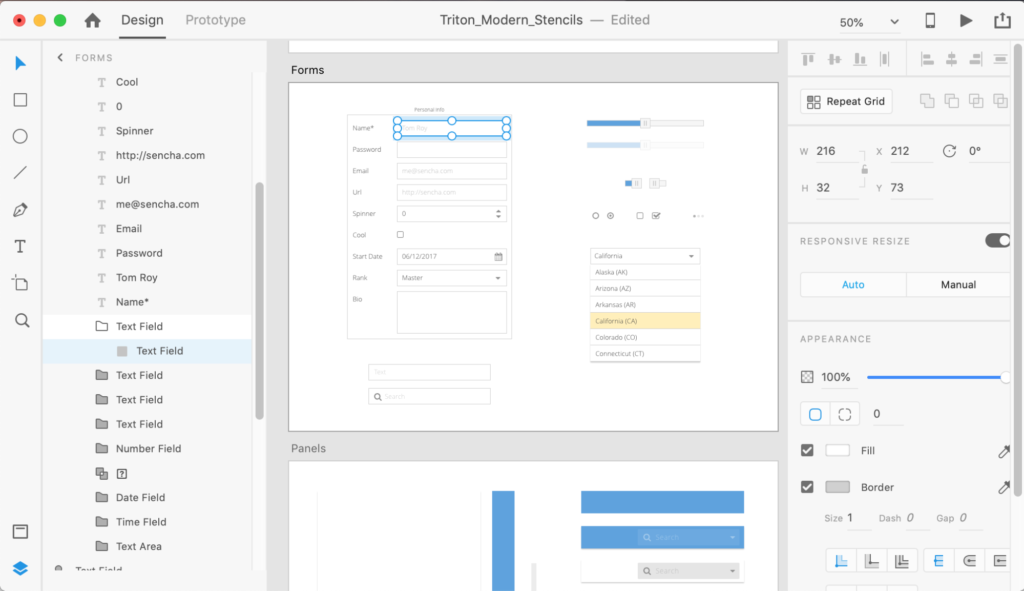 Design
Prototype
Triton_Modern_Stencils — Edited
50%
FORMS
Cool
0
Spinner
http://sencha.com
Url
me@sencha.com
Email
Password
Tom Roy
Name*
Text Field
Text Field
Text Field
Text Field
Text Field
Number Field
?
Date Field
Time FIeld
Text Area
Text Field
Forms
Personal Info
Name*
Tom Roy
Password
Email
me@sencha.com
Url
http://sencha.com
Spinner
0
Cool
Start Date
06/12/2017
Rank
Master
Bio
Text
Search
California
Alaska (AK)
Arizona (AZ)
Arkansas (AR)
California (CA)
Colorado (CO)
Connecticut (CT)
Panels
Search
Search
Repeat Grid
W 216 X 212 0°
H 32 Y 73
RESPONSIVE RESIZE
Auto Manual
APPEARANCE
100%
0
Fill
Border
Size 1 Dash 0 Gap 0